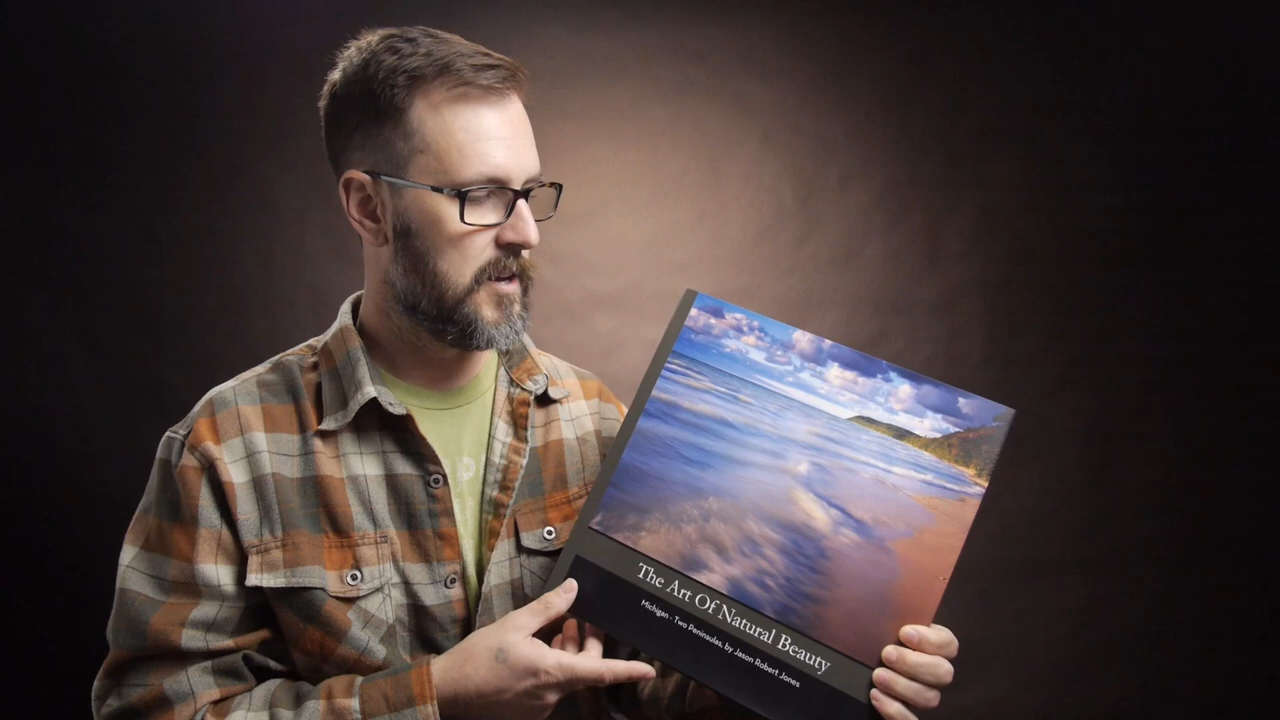 The Art Of Natural Beauty
Michigan - Two Peninsulas, by Jason Robert Jones